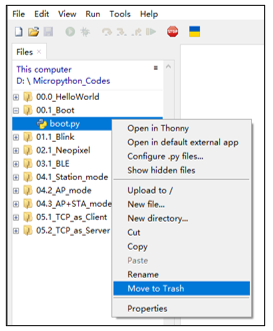 File Edit View Run Tools Help
Files ×
This computer
D: \ Micropython_Codes
00.0_HelloWorld
00.1_Boot
boot.py
01.1_Blink
02.1_Neopixel
03.1_BLE
04.1_Station_mode
04.2_AP_mode
04.3_AP+STA_mode
05.1_TCP_as_Client
05.2_TCP_as_Server
Open in Thonny
Open in default external app
Configure .py files...
Show hidden files
Upload to /
New file...
New directory...
Cut
Copy
Paste
Rename
Move to Trash
Properties